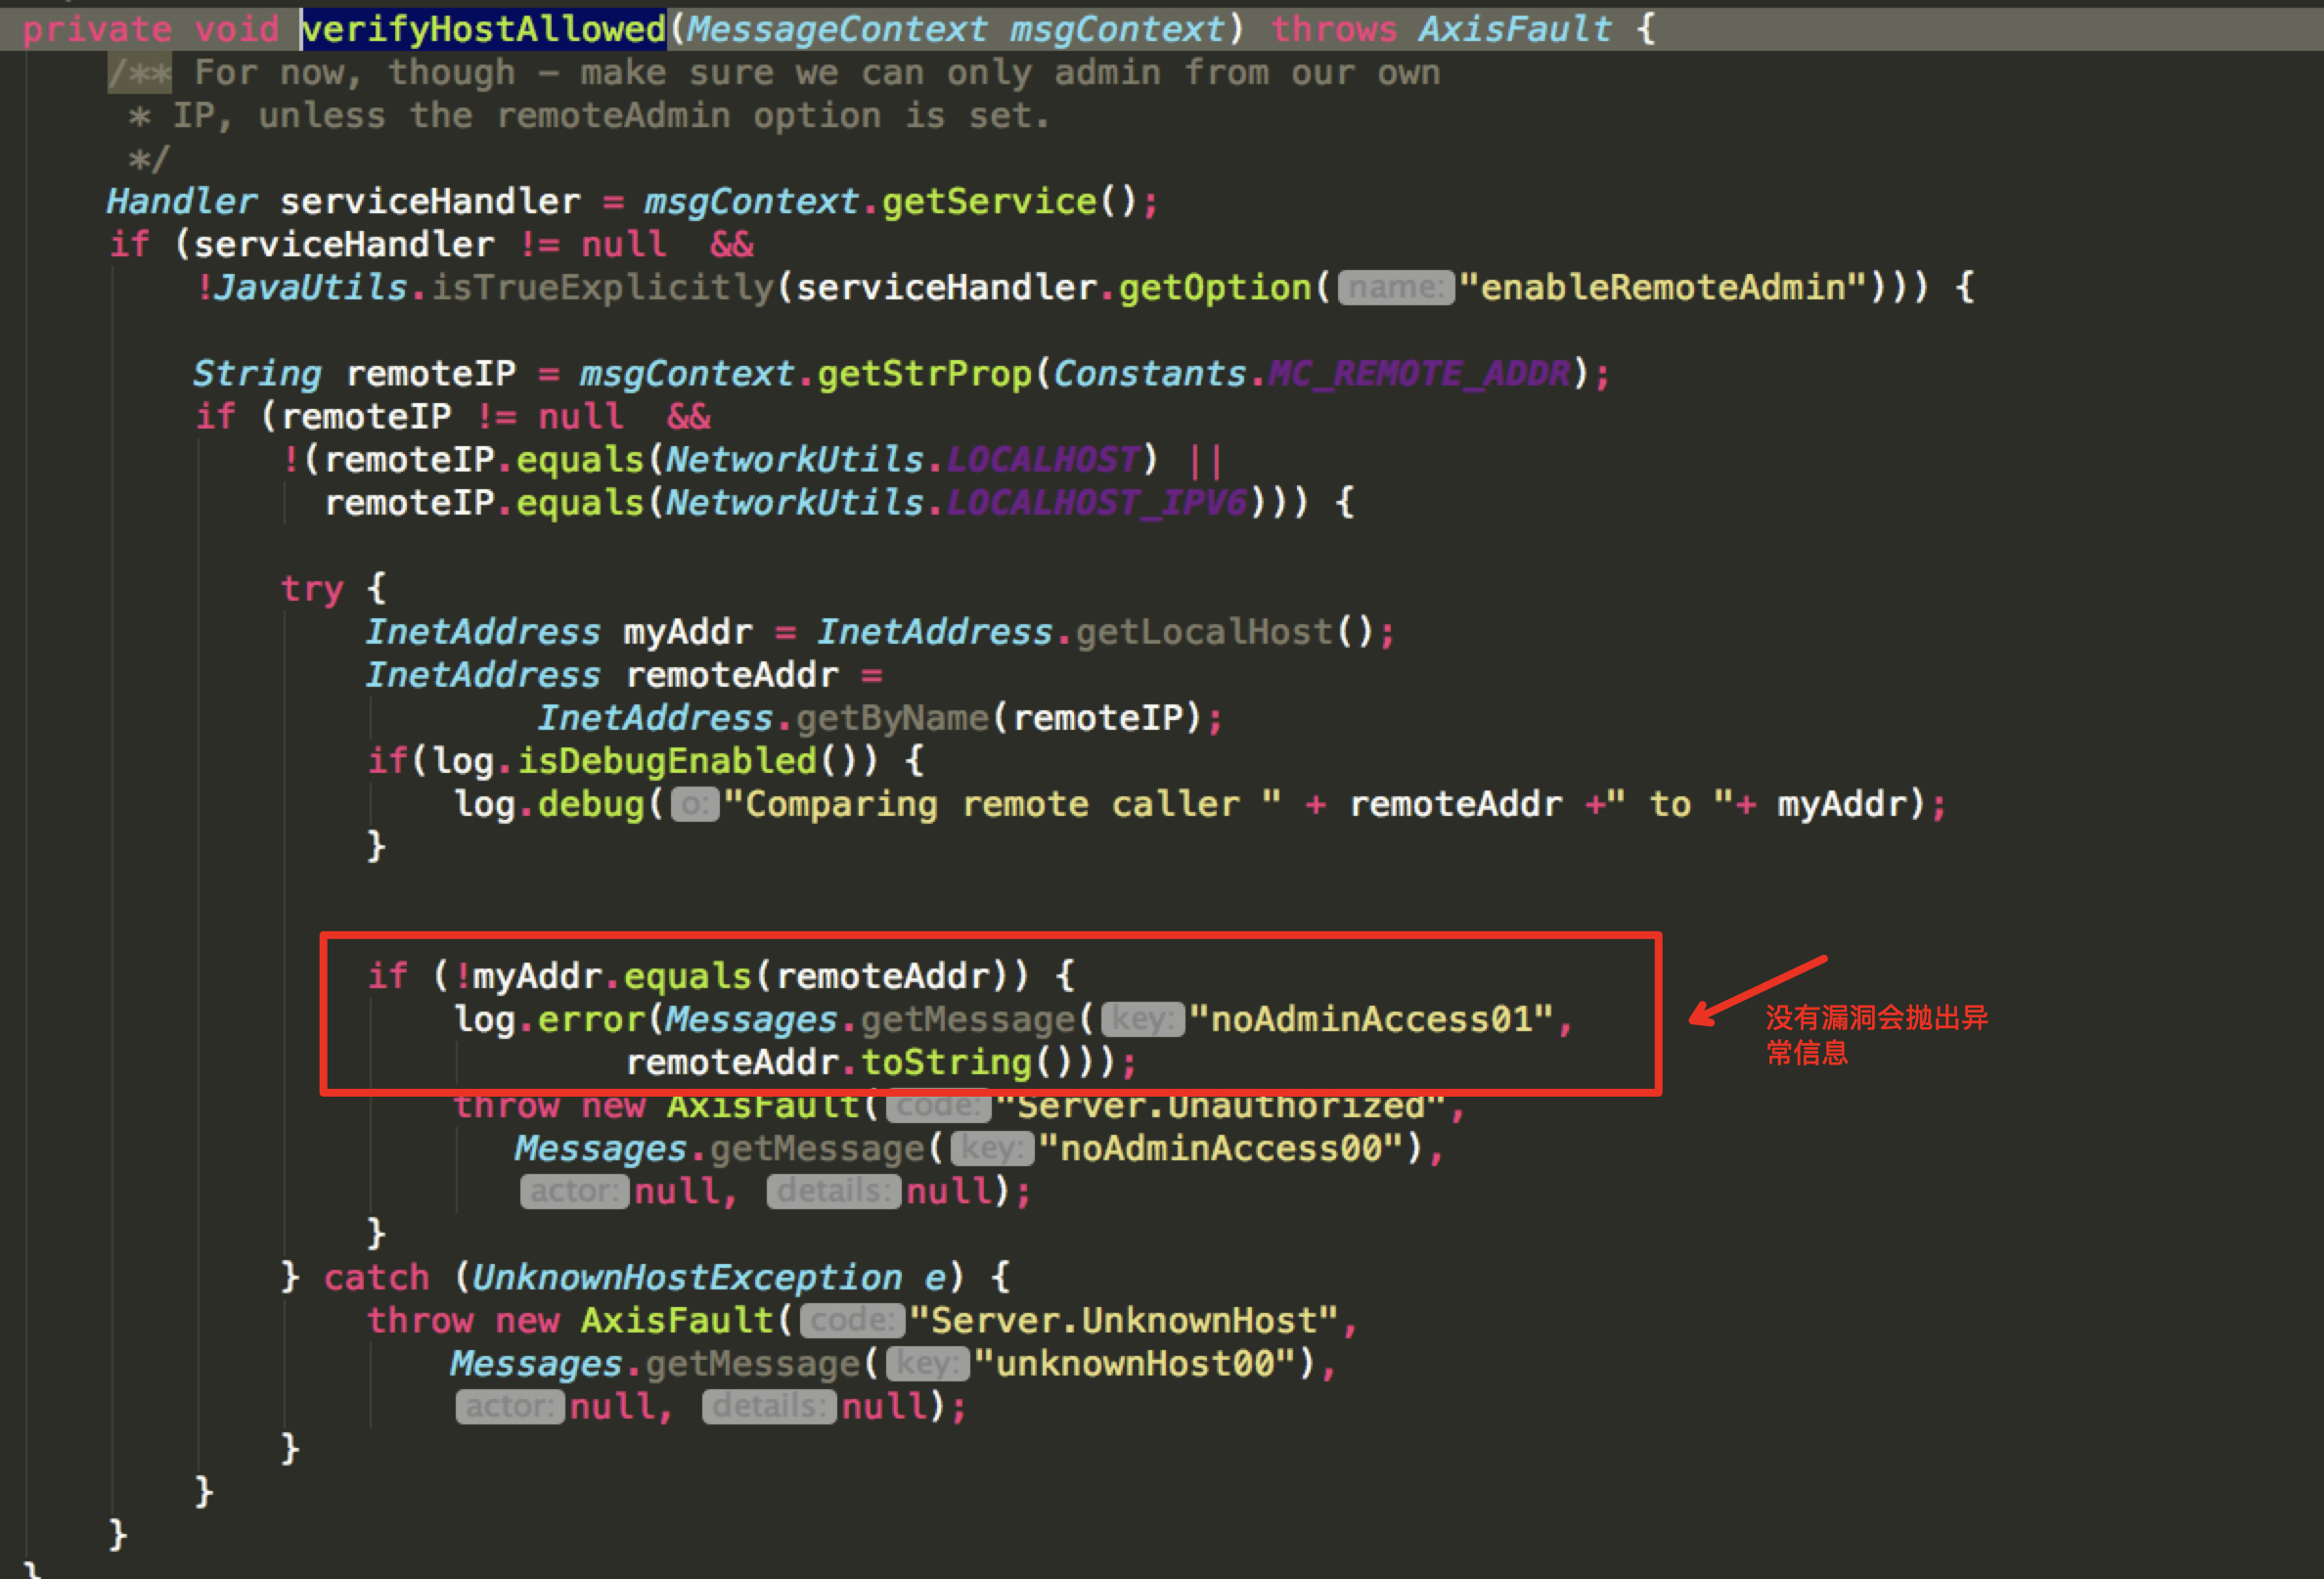 private void verifyHostAllowed(MessageContext msgContext) throws AxisFault {
/** For now, though – make sure we can only admin from our own
* IP, unless the remoteAdmin option is set.
*/
Handler serviceHandler = msgContext.getService();
if (serviceHandler != null  &&
!JavaUtils.isTrueExplicitly(serviceHandler.getOption( name: "enableRemoteAdmin"))) {
String remoteIP = msgContext.getStrProp(Constants.MC_REMOTE_ADDR);
if (remoteIP != null  &&
!(remoteIP.equals(NetworkUtils.LOCALHOST) ||
remoteIP.equals(NetworkUtils.LOCALHOST_IPV6))) {
try {
InetAddress myAddr = InetAddress.getLocalHost();
InetAddress remoteAddr =
InetAddress.getByName(remoteIP);
if(log.isDebugEnabled()) {
log.debug( o: "Comparing remote caller " + remoteAddr +" to "+ myAddr);
}
if (!myAddr.equals(remoteAddr)) {
log.error(Messages.getMessage( key: "noAdminAccess01",
remoteAddr.toString()));
没有漏洞会抛出异
常信息
throw new AxisFault( code: "Server.Unauthorized",
Messages.getMessage( key: "noAdminAccess00"),
actor: null, details: null);
}
} catch (UnknownHostException e) {
throw new AxisFault( code: "Server.UnknownHost",
Messages.getMessage( key: "unknownHost00"),
actor: null, details: null);
}
}
}
}